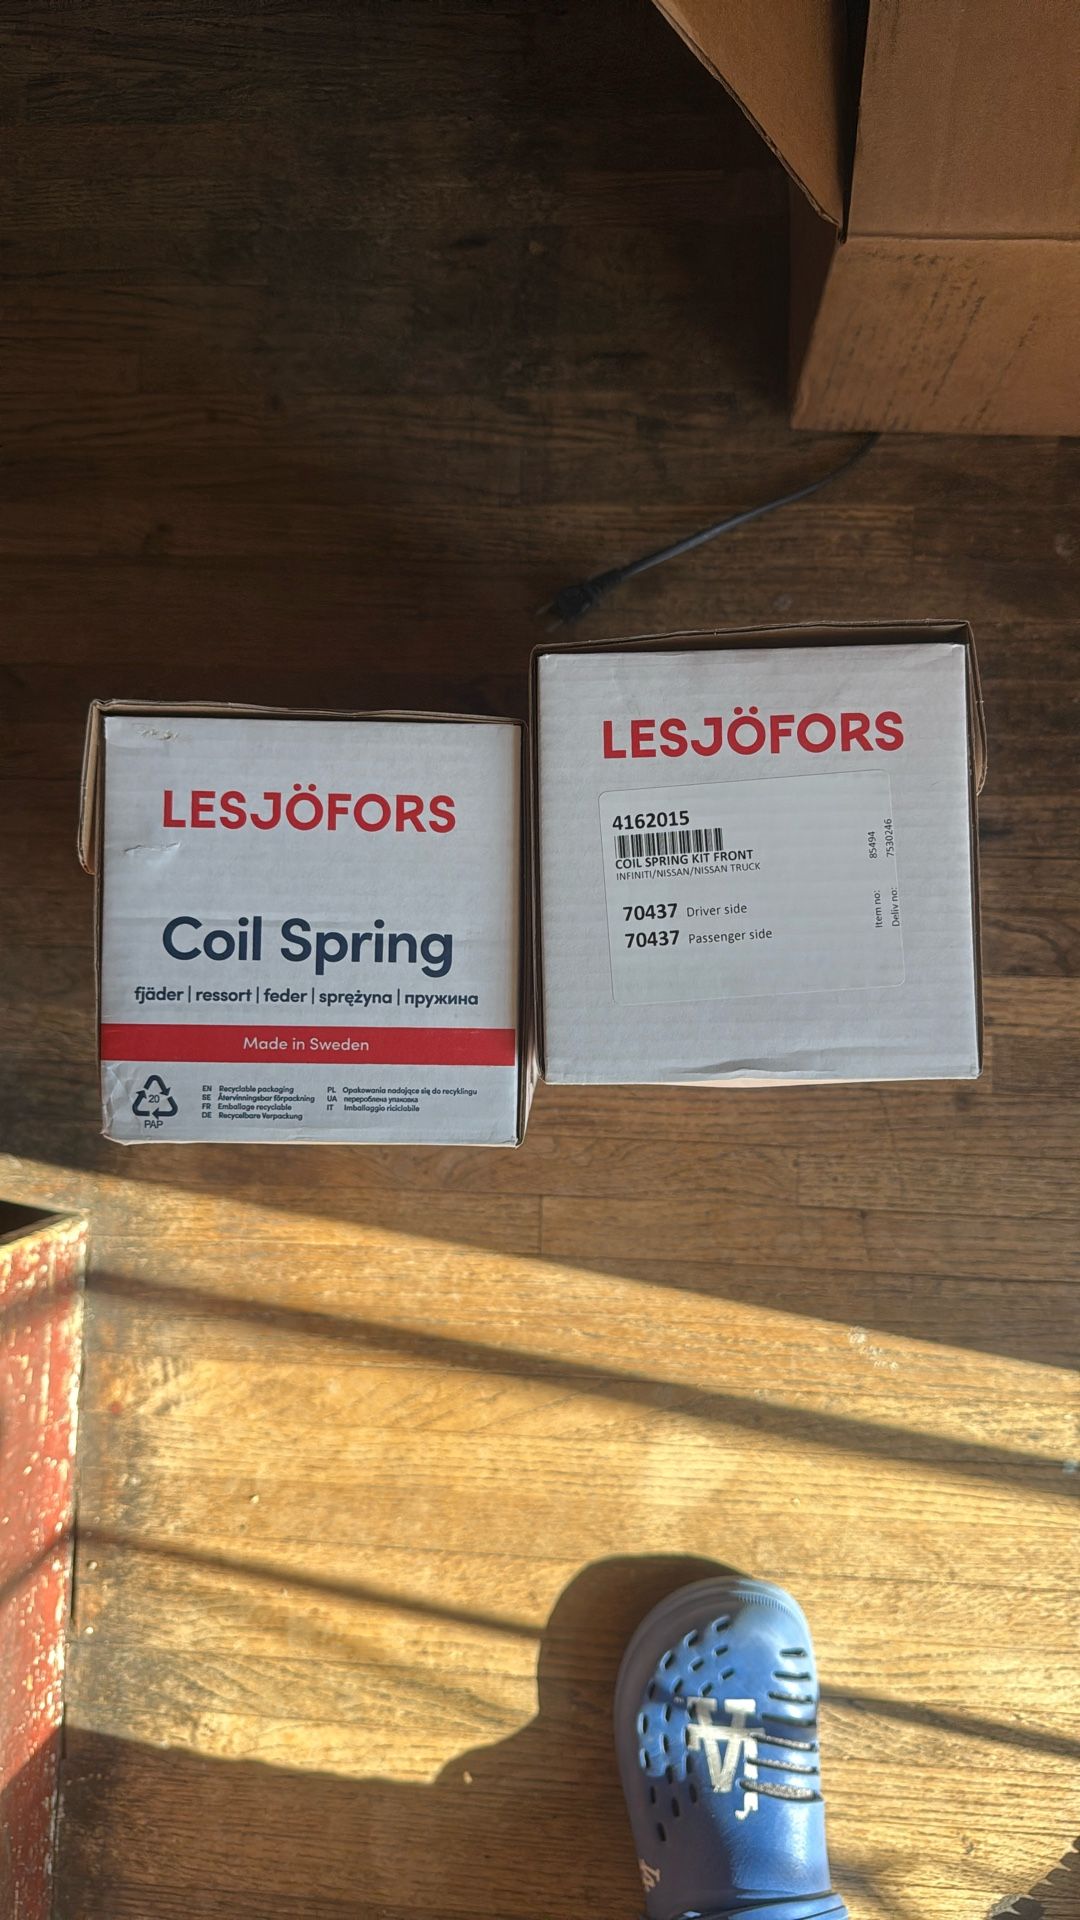 LESJÖFORS
Coil Spring
fjäder | ressort | feder | sprężyna | пружина
Made in Sweden
20
PAP
EN Recyclable packaging
SE Återvinningsbar förpackning
FR Emballage recyclable
DE Recycelbare Verpackung
PL Opakowania nadające się do recyklingu
UA перероблена упаковка
IT Imballaggio riciclabile
LESJÖFORS
4162015
COIL SPRING KIT FRONT
INFINITI/NISSAN/NISSAN TRUCK
70437 Driver side
70437 Passenger side
Item no: 85494
Deliv no: 7530246